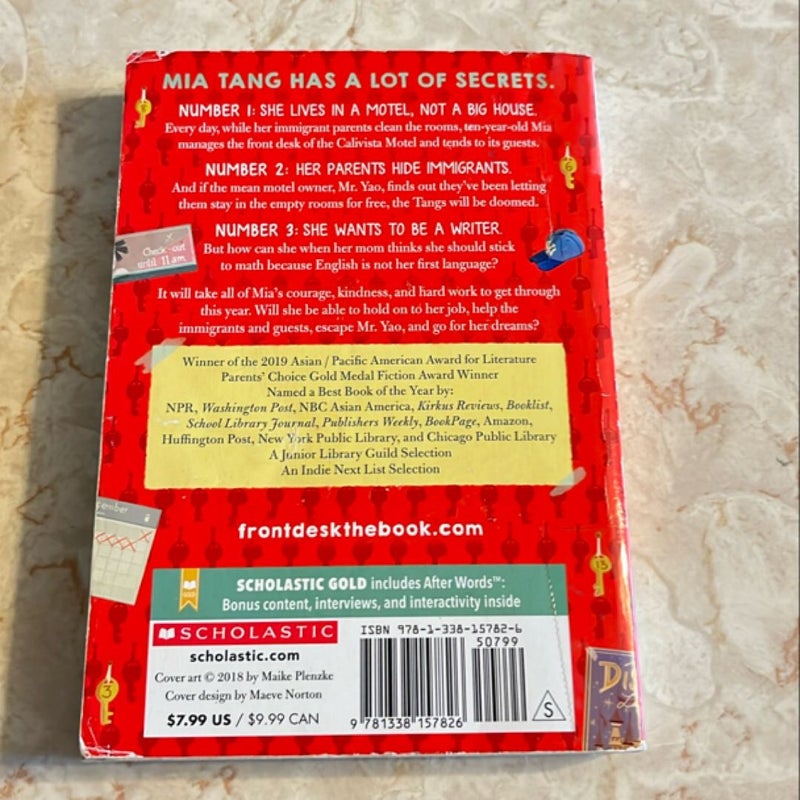 MIA TANG HAS A LOT OF SECRETS.
NUMBER 1: SHE LIVES IN A MOTEL, NOT A BIG HOUSE.
Every day, while her immigrant parents clean the rooms, ten-year-old Mia
manages the front desk of the Calivista Motel and tends to its guests.
NUMBER 2: HER PARENTS HIDE IMMIGRANTS.
And if the mean motel owner, Mr. Yao, finds out they've been letting
them stay in the empty rooms for free, the Tangs will be doomed.
NUMBER 3: SHE WANTS TO BE A WRITER.
But how can she when her mom thinks she should stick
to math because English is not her first language?
Check-out
until 11 am
It will take all of Mia's courage, kindness, and hard work to get through
this year. Will she be able to hold on to her job, help the
immigrants and guests, escape Mr. Yao, and go for her dreams?
Winner of the 2019 Asian / Pacific American Award for Literature
Parents' Choice Gold Medal Fiction Award Winner
Named a Best Book of the Year by:
NPR, Washington Post, NBC Asian America, Kirkus Reviews, Booklist,
School Library Journal, Publishers Weekly, BookPage, Amazon,
Huffington Post, New York Public Library, and Chicago Public Library
A Junior Library Guild Selection
An Indie Next List Selection
6
ember
frontdeskthebook.com
13
GOLD
SCHOLASTIC GOLD includes After Words™:
Bonus content, interviews, and interactivity inside
SCHOLASTIC
scholastic.com
Cover art © 2018 by Maike Plenzke
Cover design by Maeve Norton
$7.99 US / $9.99 CAN
ISBN 978-1-338-15782-6
50799
9 781338 157826
S
3